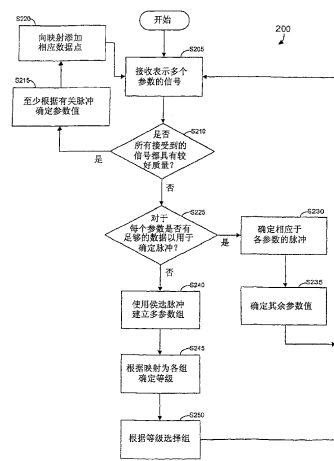 开始
200
S220
向映射添加
相应数据点
S205
接收表示多个
参数的信号
S215
至少根据有关脉冲
确定参数值
S210
是否
所有接受到的
信号都具有较
好质量?
是
否
S225
对于
每个参数是否有
足够的数据以用于
确定脉冲?
是
否
S230
确定相应于
各参数的脉冲
S235
确定其余参数值
S240
使用侯选脉冲
建立多参数组
S245
根据映射为各组
确定等级
S250
根据等级选择组